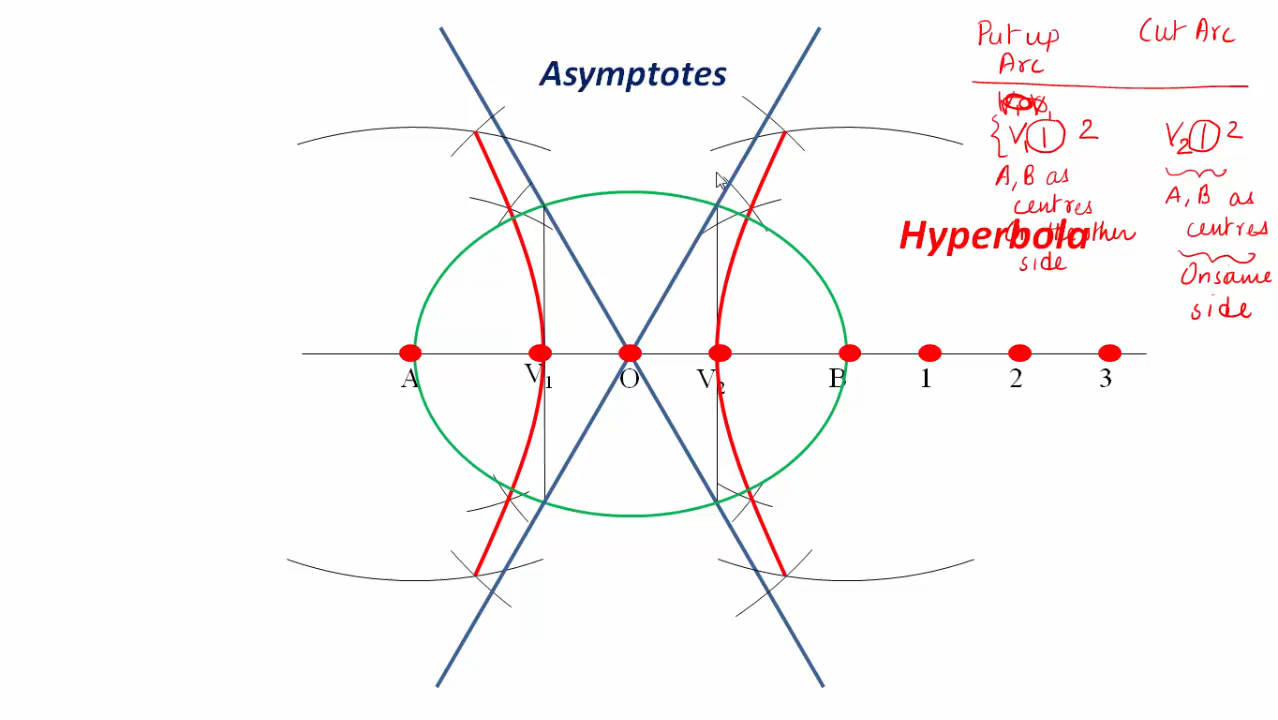 Put up
Arc
Cut Arc
Asymptotes
V₁ 1 2
V₂ 1 2
A, B as
centres
side
A, B as
centres
On same
side
Hyperbola
A
V₁
O
V₂
B
1
2
3